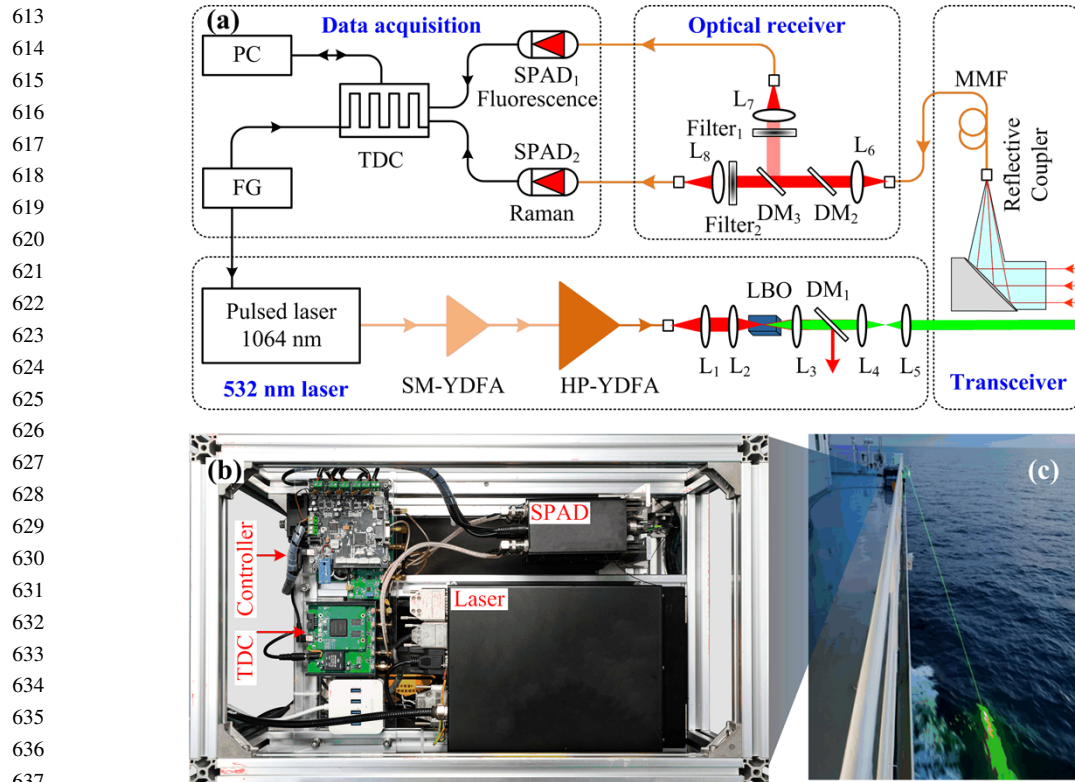 613
614
615
616
617
618
619
620
621
622
623
624
625
626
627
628
629
630
631
632
633
634
635
636
637
(a)
Data acquisition
PC
TDC
FG
SPAD1
Fluorescence
SPAD2
Raman
Optical receiver
L7
Filter1
L8
Filter2
DM3
DM2
L6
MMF
Reflective
Coupler
Transceiver
Pulsed laser
1064 nm
532 nm laser
SM-YDFA
HP-YDFA
L1
L2
LBO
L3
DM1
L4
L5
(b)
Controller
TDC
SPAD
Laser
(c)